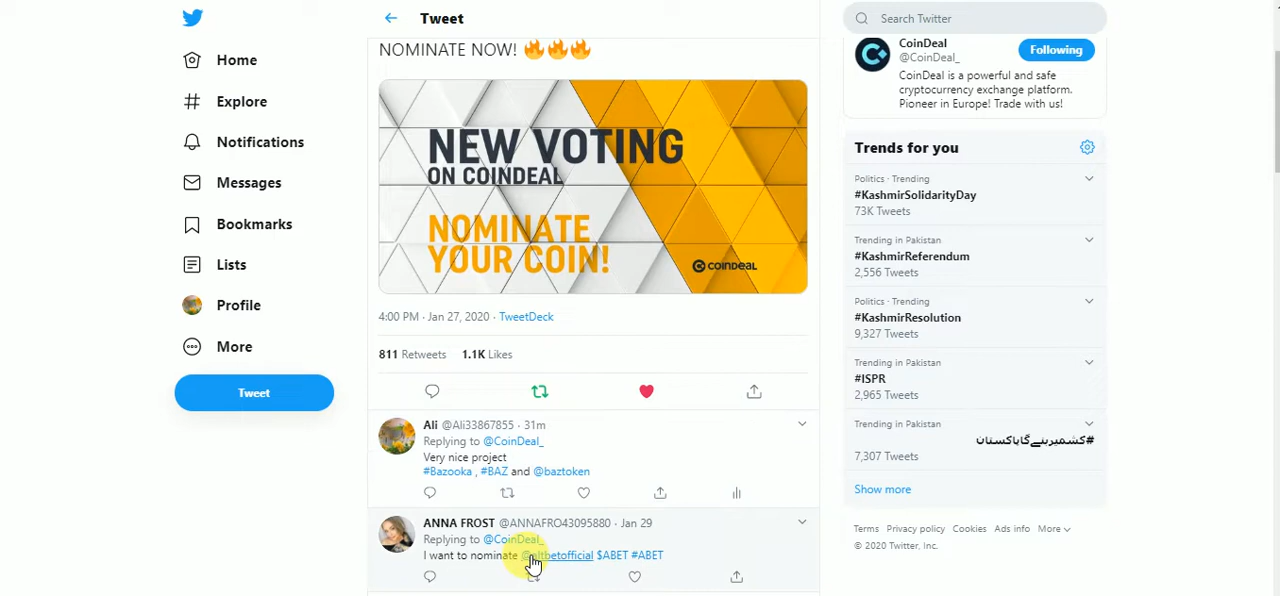 Home
Explore
Notifications
Messages
Bookmarks
Lists
Profile
More
Tweet
Tweet
NOMINATE NOW! 🔥🔥🔥
NEW VOTING
ON COINDEAL
NOMINATE
YOUR COIN!
COINDEAL
4:00 PM · Jan 27, 2020 · TweetDeck
811 Retweets 1.1K Likes
Ali @Ali33867855 · 31m
Replying to @CoinDeal_
Very nice project
#Bazooka , #BAZ and @baztoken
ANNA FROST @ANNAFRO43095880 · Jan 29
Replying to @CoinDeal_
I want to nominate @altbetofficial $ABET #ABET
Search Twitter
CoinDeal
@CoinDeal_
Following
CoinDeal is a powerful and safe
cryptocurrency exchange platform.
Pioneer in Europe! Trade with us!
Trends for you
Politics · Trending
#KashmirSolidarityDay
73K Tweets
Trending in Pakistan
#KashmirReferendum
2,556 Tweets
Politics · Trending
#KashmirResolution
9,327 Tweets
Trending in Pakistan
#ISPR
2,965 Tweets
Trending in Pakistan
#کشمیربنےگاپاکستان
7,307 Tweets
Show more
Terms Privacy policy Cookies Ads info More
© 2020 Twitter, Inc.